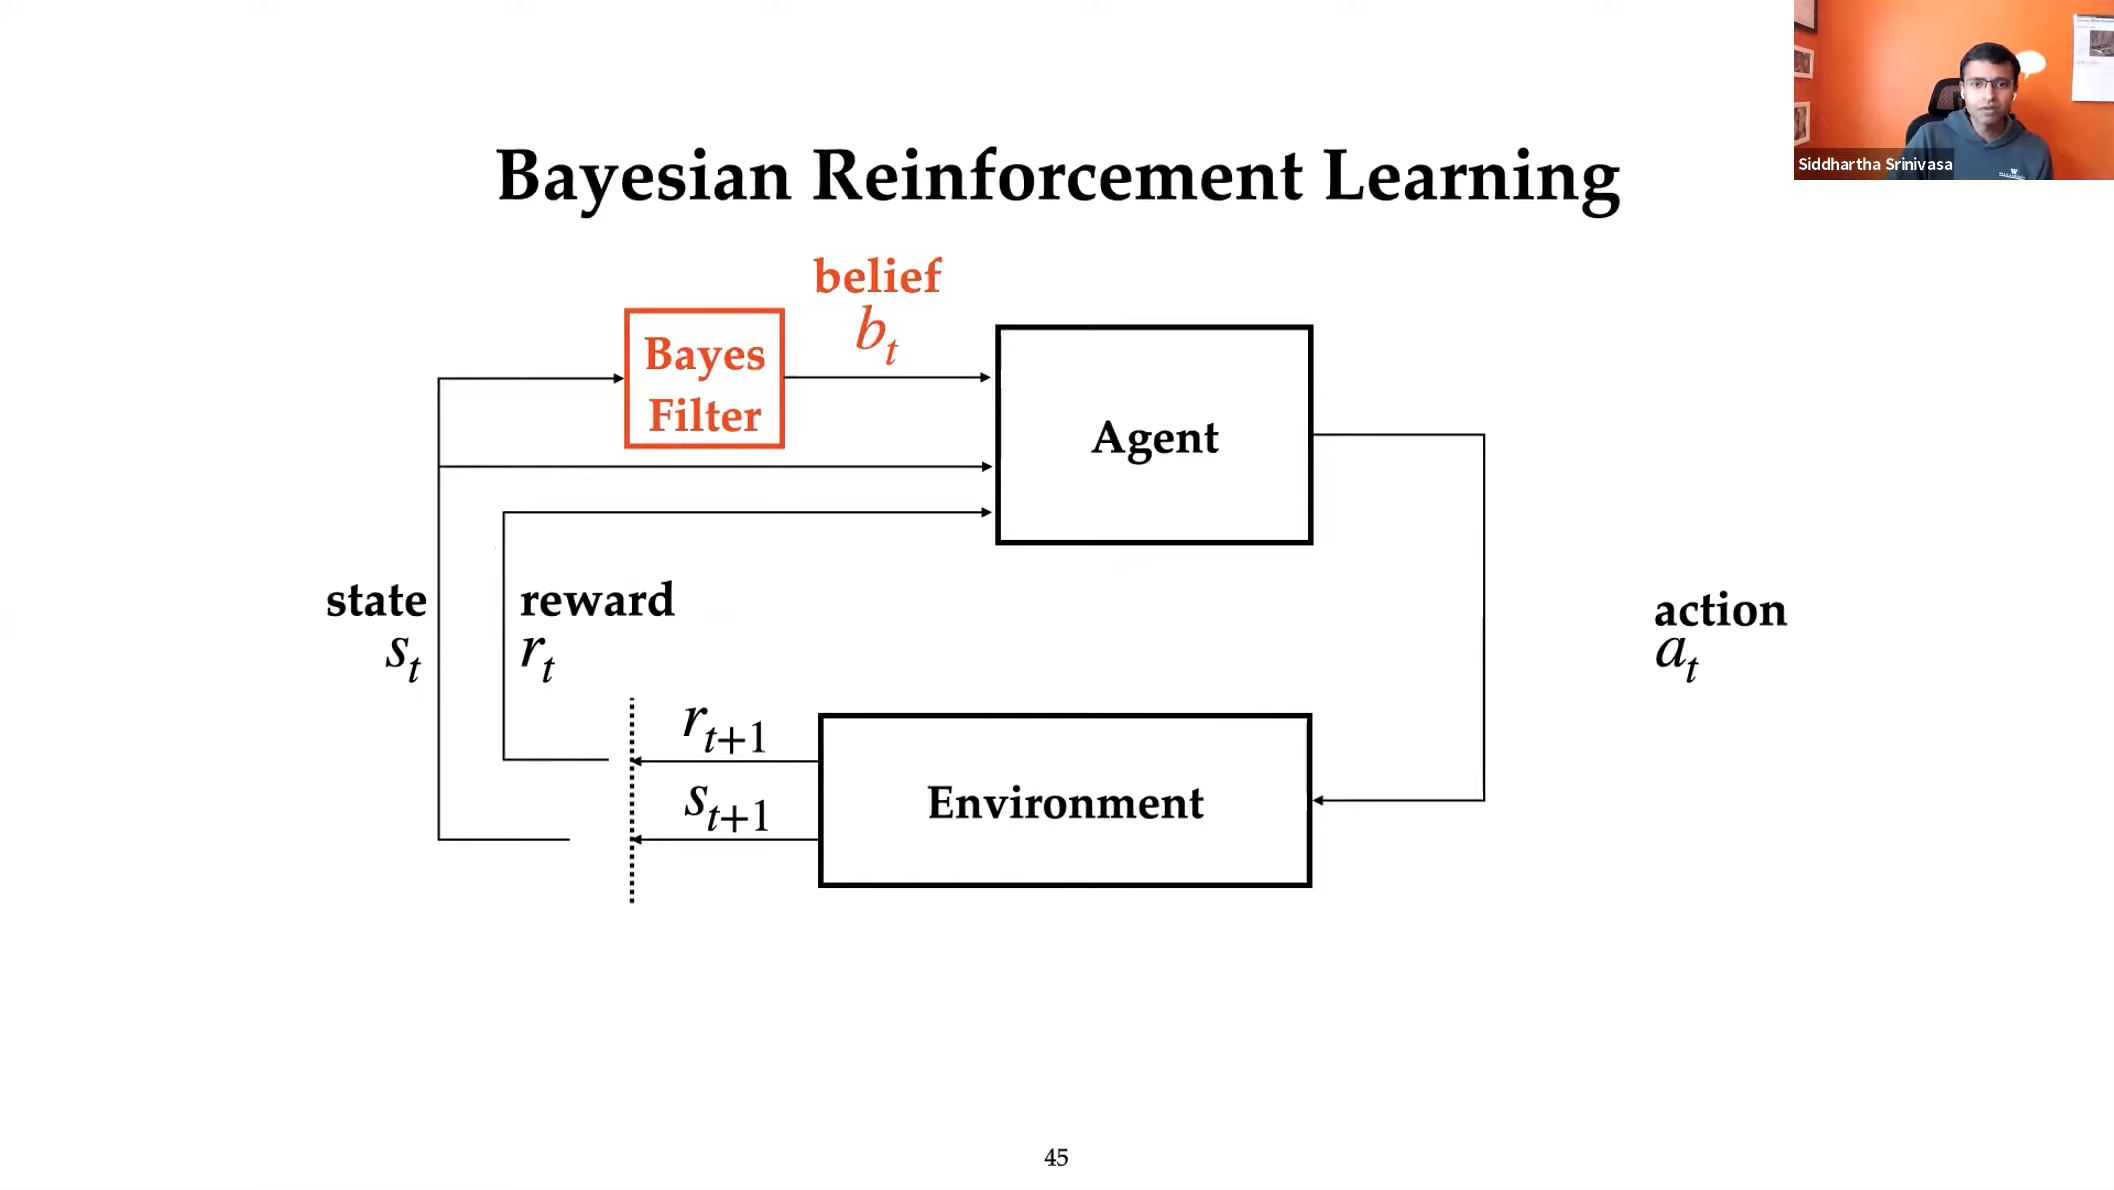 Siddhartha Srinivasa
Bayesian Reinforcement Learning
belief
b_t
Bayes
Filter
Agent
state
s_t
reward
r_t
action
a_t
r_{t+1}
s_{t+1}
Environment
45